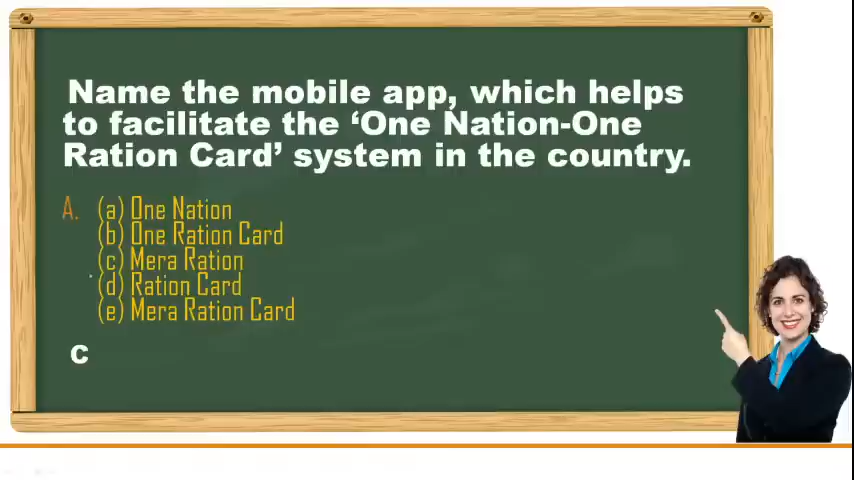 Name the mobile app, which helps
to facilitate the ‘One Nation-One
Ration Card’ system in the country.
A. (a) One Nation
(b) One Ration Card
(c) Mera Ration
(d) Ration Card
(e) Mera Ration Card
C